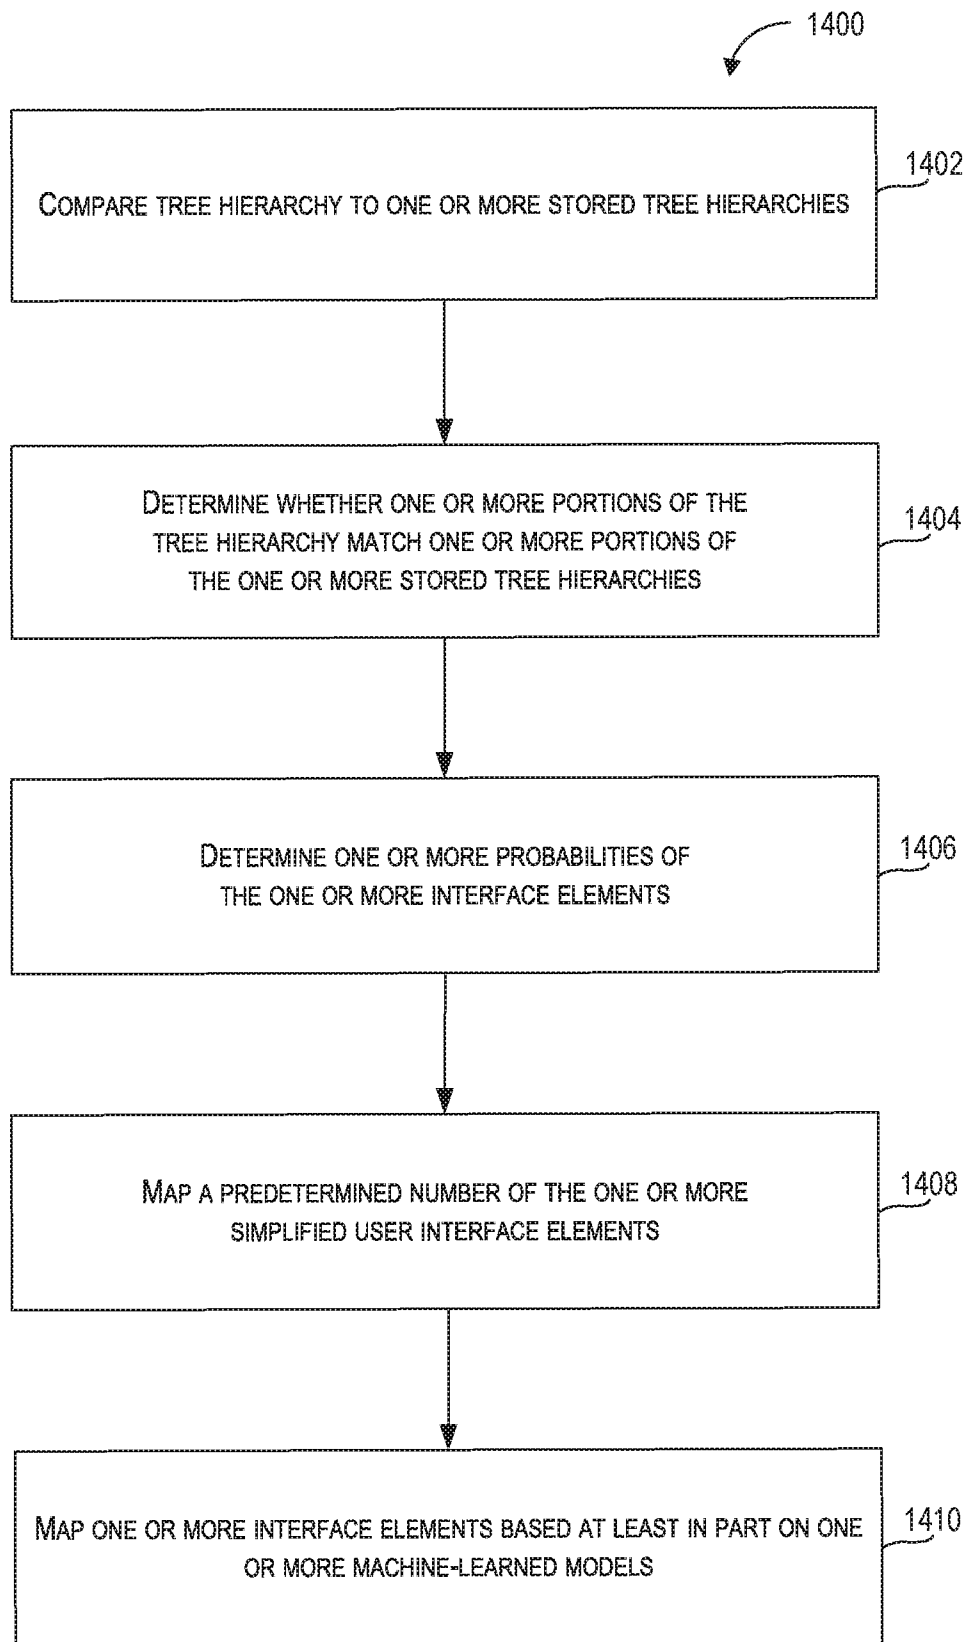 1400
COMPARE TREE HIERARCHY TO ONE OR MORE STORED TREE HIERARCHIES
1402
DETERMINE WHETHER ONE OR MORE PORTIONS OF THE
TREE HIERARCHY MATCH ONE OR MORE PORTIONS OF
THE ONE OR MORE STORED TREE HIERARCHIES
1404
DETERMINE ONE OR MORE PROBABILITIES OF
THE ONE OR MORE INTERFACE ELEMENTS
1406
MAP A PREDETERMINED NUMBER OF THE ONE OR MORE
SIMPLIFIED USER INTERFACE ELEMENTS
1408
MAP ONE OR MORE INTERFACE ELEMENTS BASED AT LEAST IN PART ON ONE
OR MORE MACHINE-LEARNED MODELS
1410